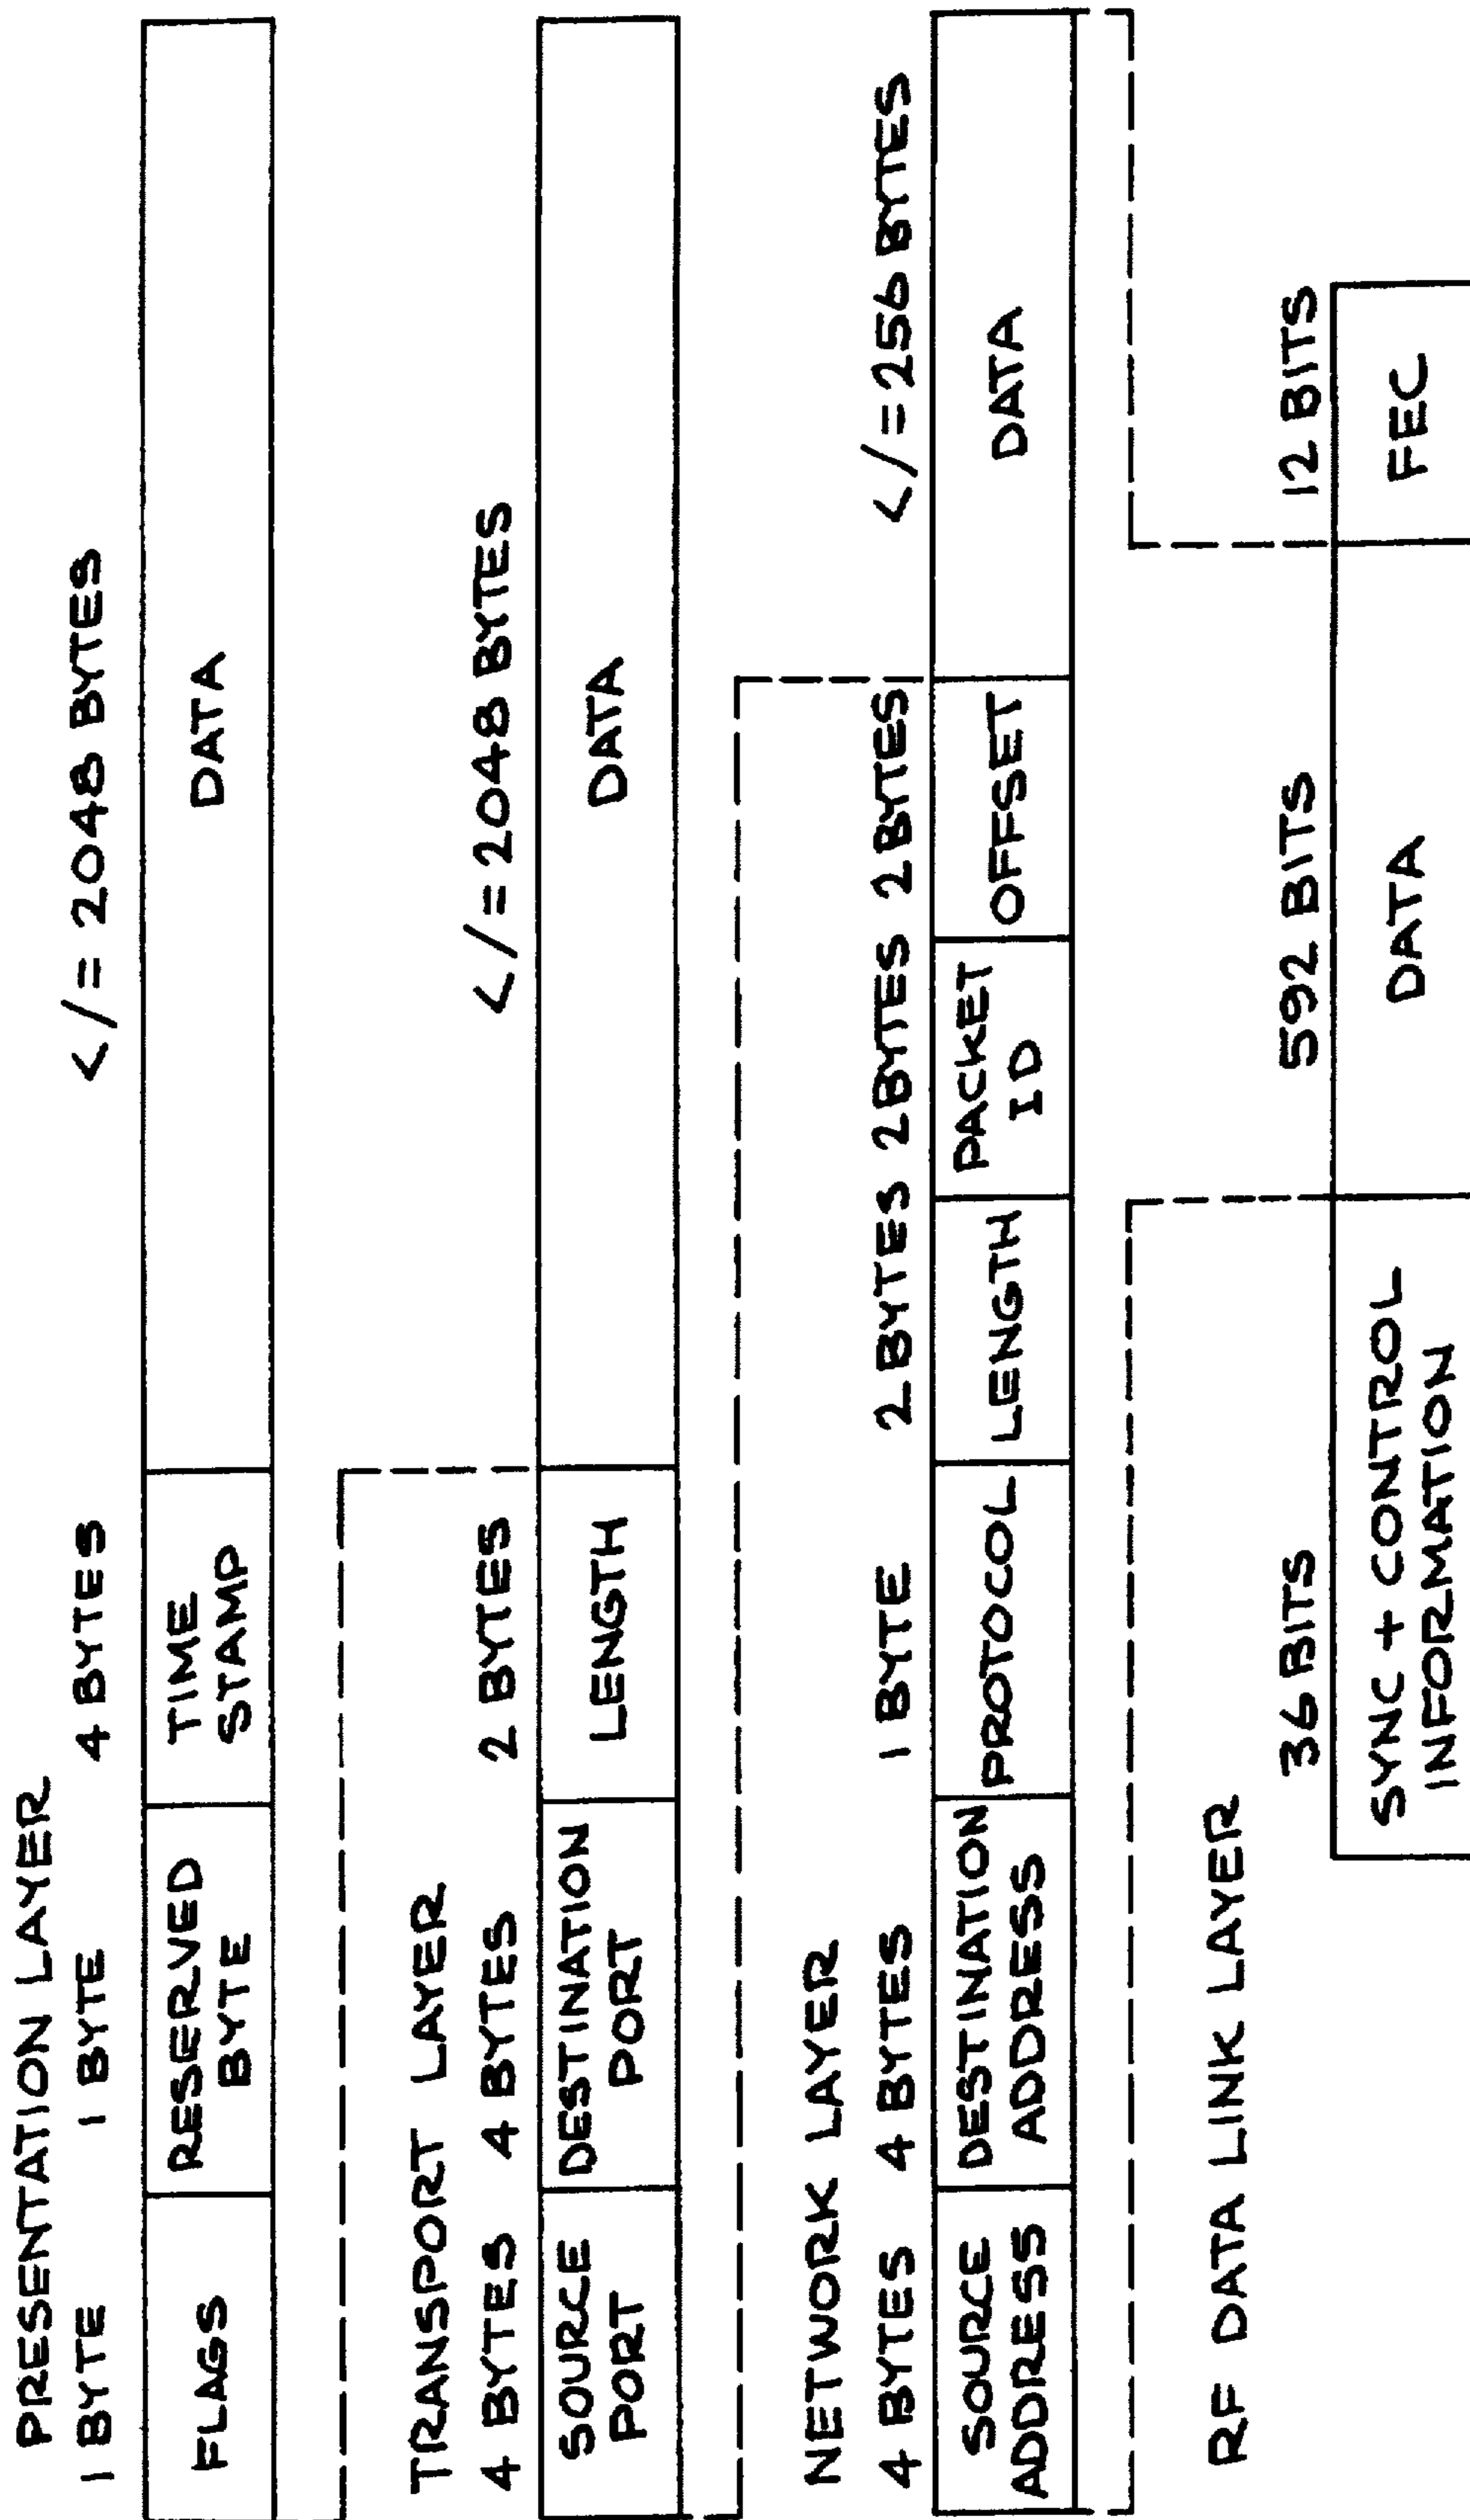 PRESENTATION LAYER
1 BYTE 1 BYTE 4 BYTES </= 2048 BYTES
FLAGS
RESERVED
BYTE
TIME
STAMP
DATA
TRANSPORT LAYER
4 BYTES 4 BYTES 2 BYTES </= 2048 BYTES
SOURCE
PORT
DESTINATION
PORT
LENGTH
DATA
NETWORK LAYER
4 BYTES 4 BYTES 1 BYTE 2 BYTES 2 BYTES 2 BYTES </= 256 BYTES
SOURCE
ADDRESS
DESTINATION
ADDRESS
PROTOCOL
LENGTH
PACKET
ID
OFFSET
DATA
RF DATA LINK LAYER
36 BITS 592 BITS 12 BITS
SYNC + CONTROL
INFORMATION
DATA
FEC